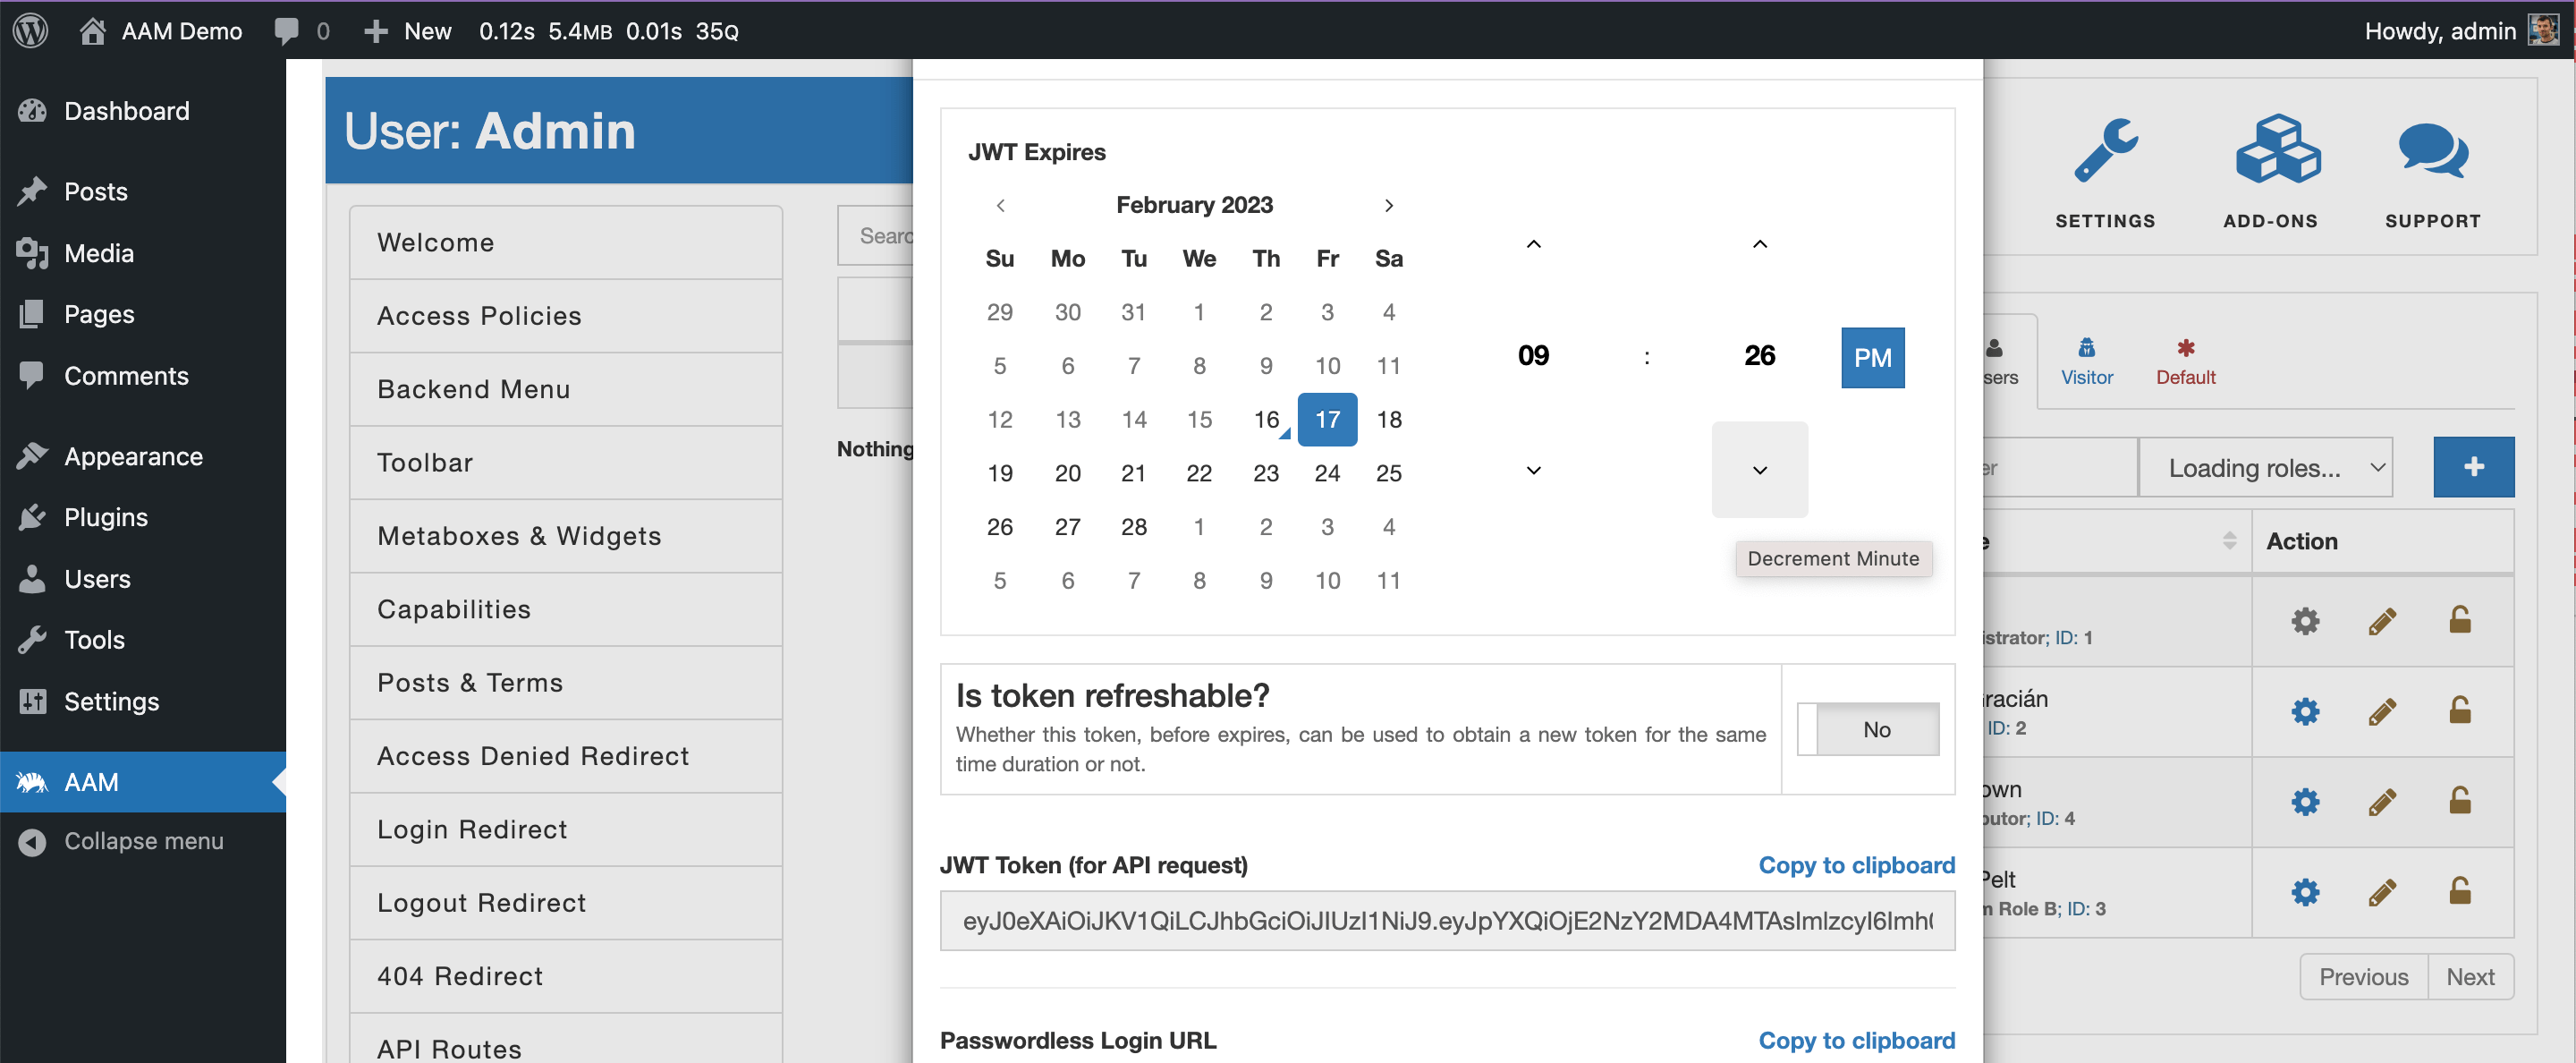 AAM Demo 0 New 0.12s 5.4MB 0.01s 35Q Howdy, admin
Dashboard
Posts
Media
Pages
Comments
Appearance
Plugins
Users
Tools
Settings
AAM
Collapse menu
User: Admin
Welcome
Access Policies
Backend Menu
Toolbar
Metaboxes & Widgets
Capabilities
Posts & Terms
Access Denied Redirect
Login Redirect
Logout Redirect
404 Redirect
API Routes
Searc
Nothing
JWT Expires
February 2023
Su Mo Tu We Th Fr Sa
29 30 31 1 2 3 4
5 6 7 8 9 10 11
12 13 14 15 16 17 18
19 20 21 22 23 24 25
26 27 28 1 2 3 4
5 6 7 8 9 10 11
09 : 26 PM
Decrement Minute
Is token refreshable?
Whether this token, before expires, can be used to obtain a new token for the same
time duration or not.
No
JWT Token (for API request) Copy to clipboard
eyJ0eXAiOiJKV1QiLCJhbGciOiJIUzI1NiJ9.eyJpYXQiOjE2NzY2MDA4MTAsImlzcyI6Imh
Passwordless Login URL Copy to clipboard
SETTINGS ADD-ONS SUPPORT
sers Visitor Default
er Loading roles... +
e Action
istrator; ID: 1
racián
ID: 2
own
outor; ID: 4
Pelt
m Role B; ID: 3
Previous Next